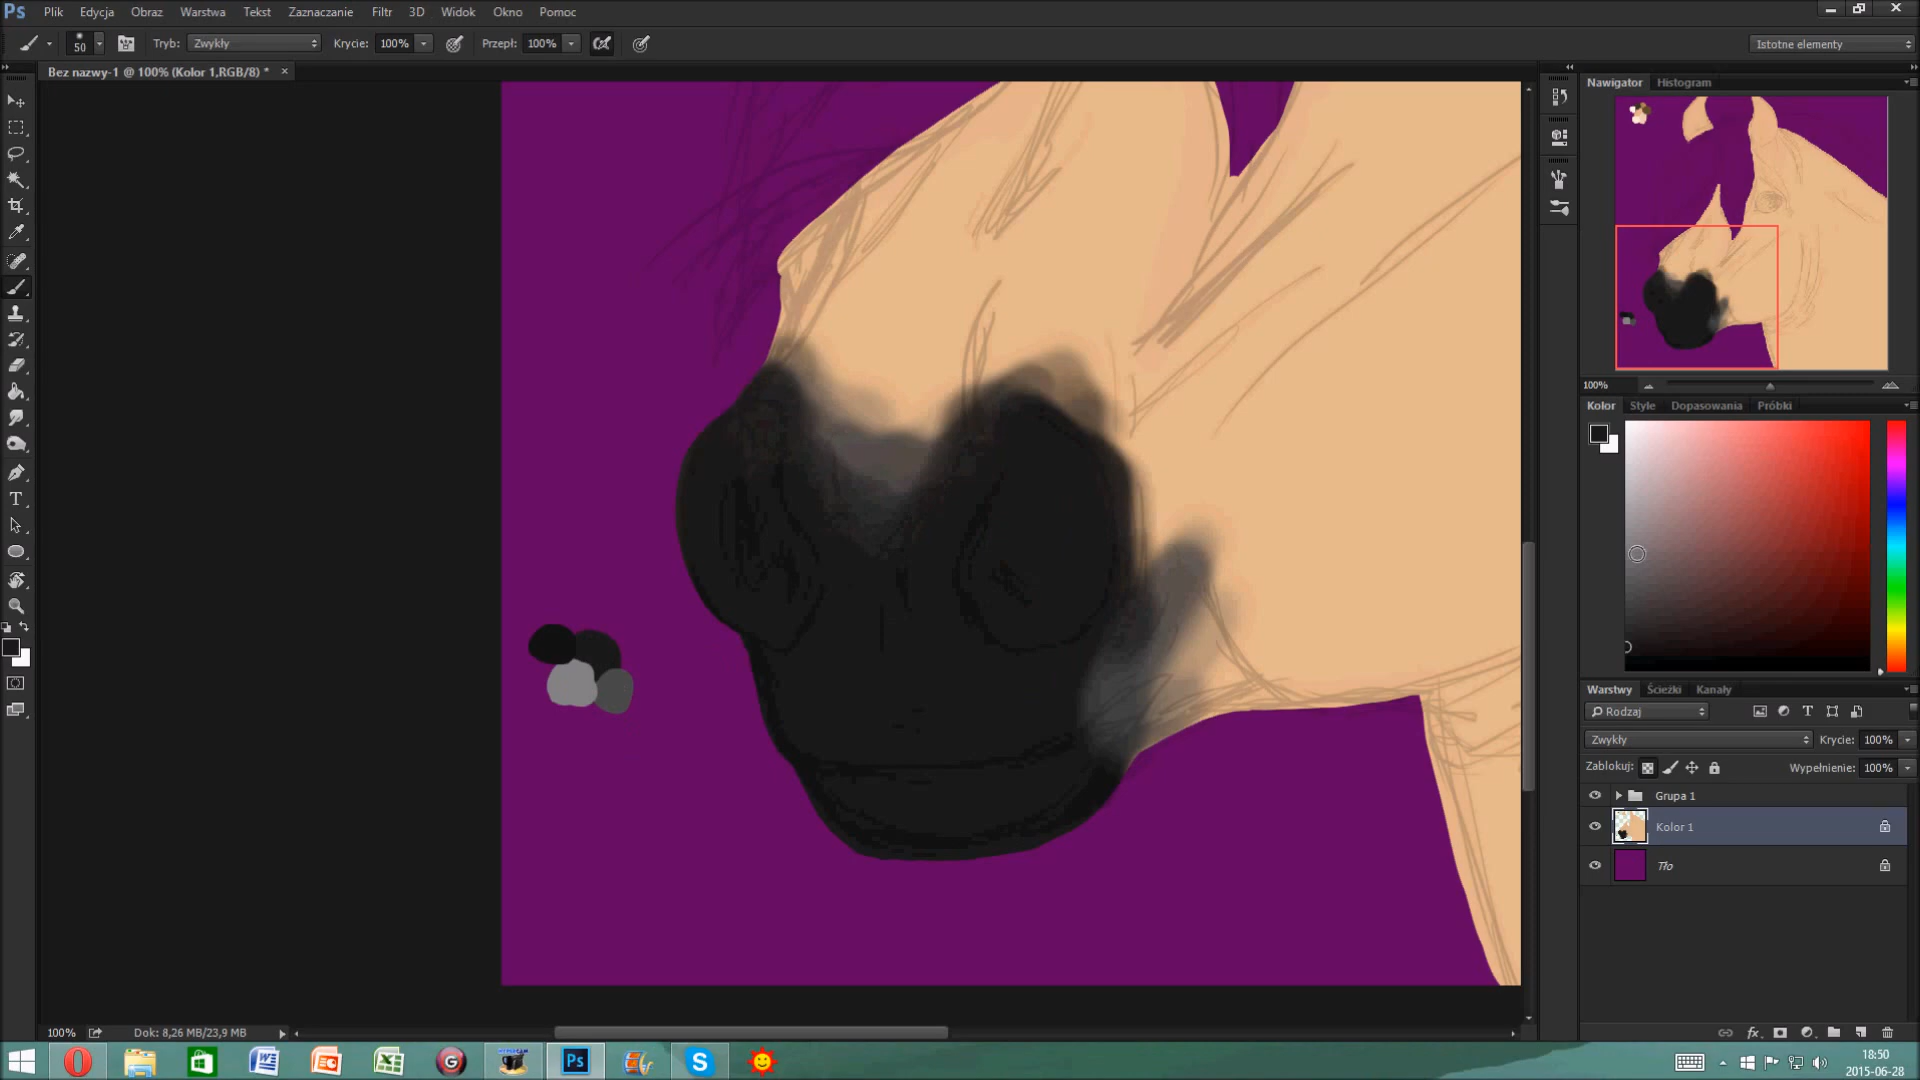 Ps Plik Edycja Obraz Warstwa Tekst Zaznaczanie Filtr 3D Widok Okno Pomoc
50 Tryb: Zwykły Krycie: 100% Przepł: 100% Istotne elementy
Bez nazwy-1 @ 100% (Kolor 1,RGB/8) * ×
Nawigator Histogram
100%
Kolor Style Dopasowania Próbki
Warstwy Ścieżki Kanały
Rodzaj
Zwykły Krycie: 100%
Zablokuj: Wypełnienie: 100%
Grupa 1
Kolor 1
Tło
100% Dok: 8,26 MB/23,9 MB
18:50
2015-06-28